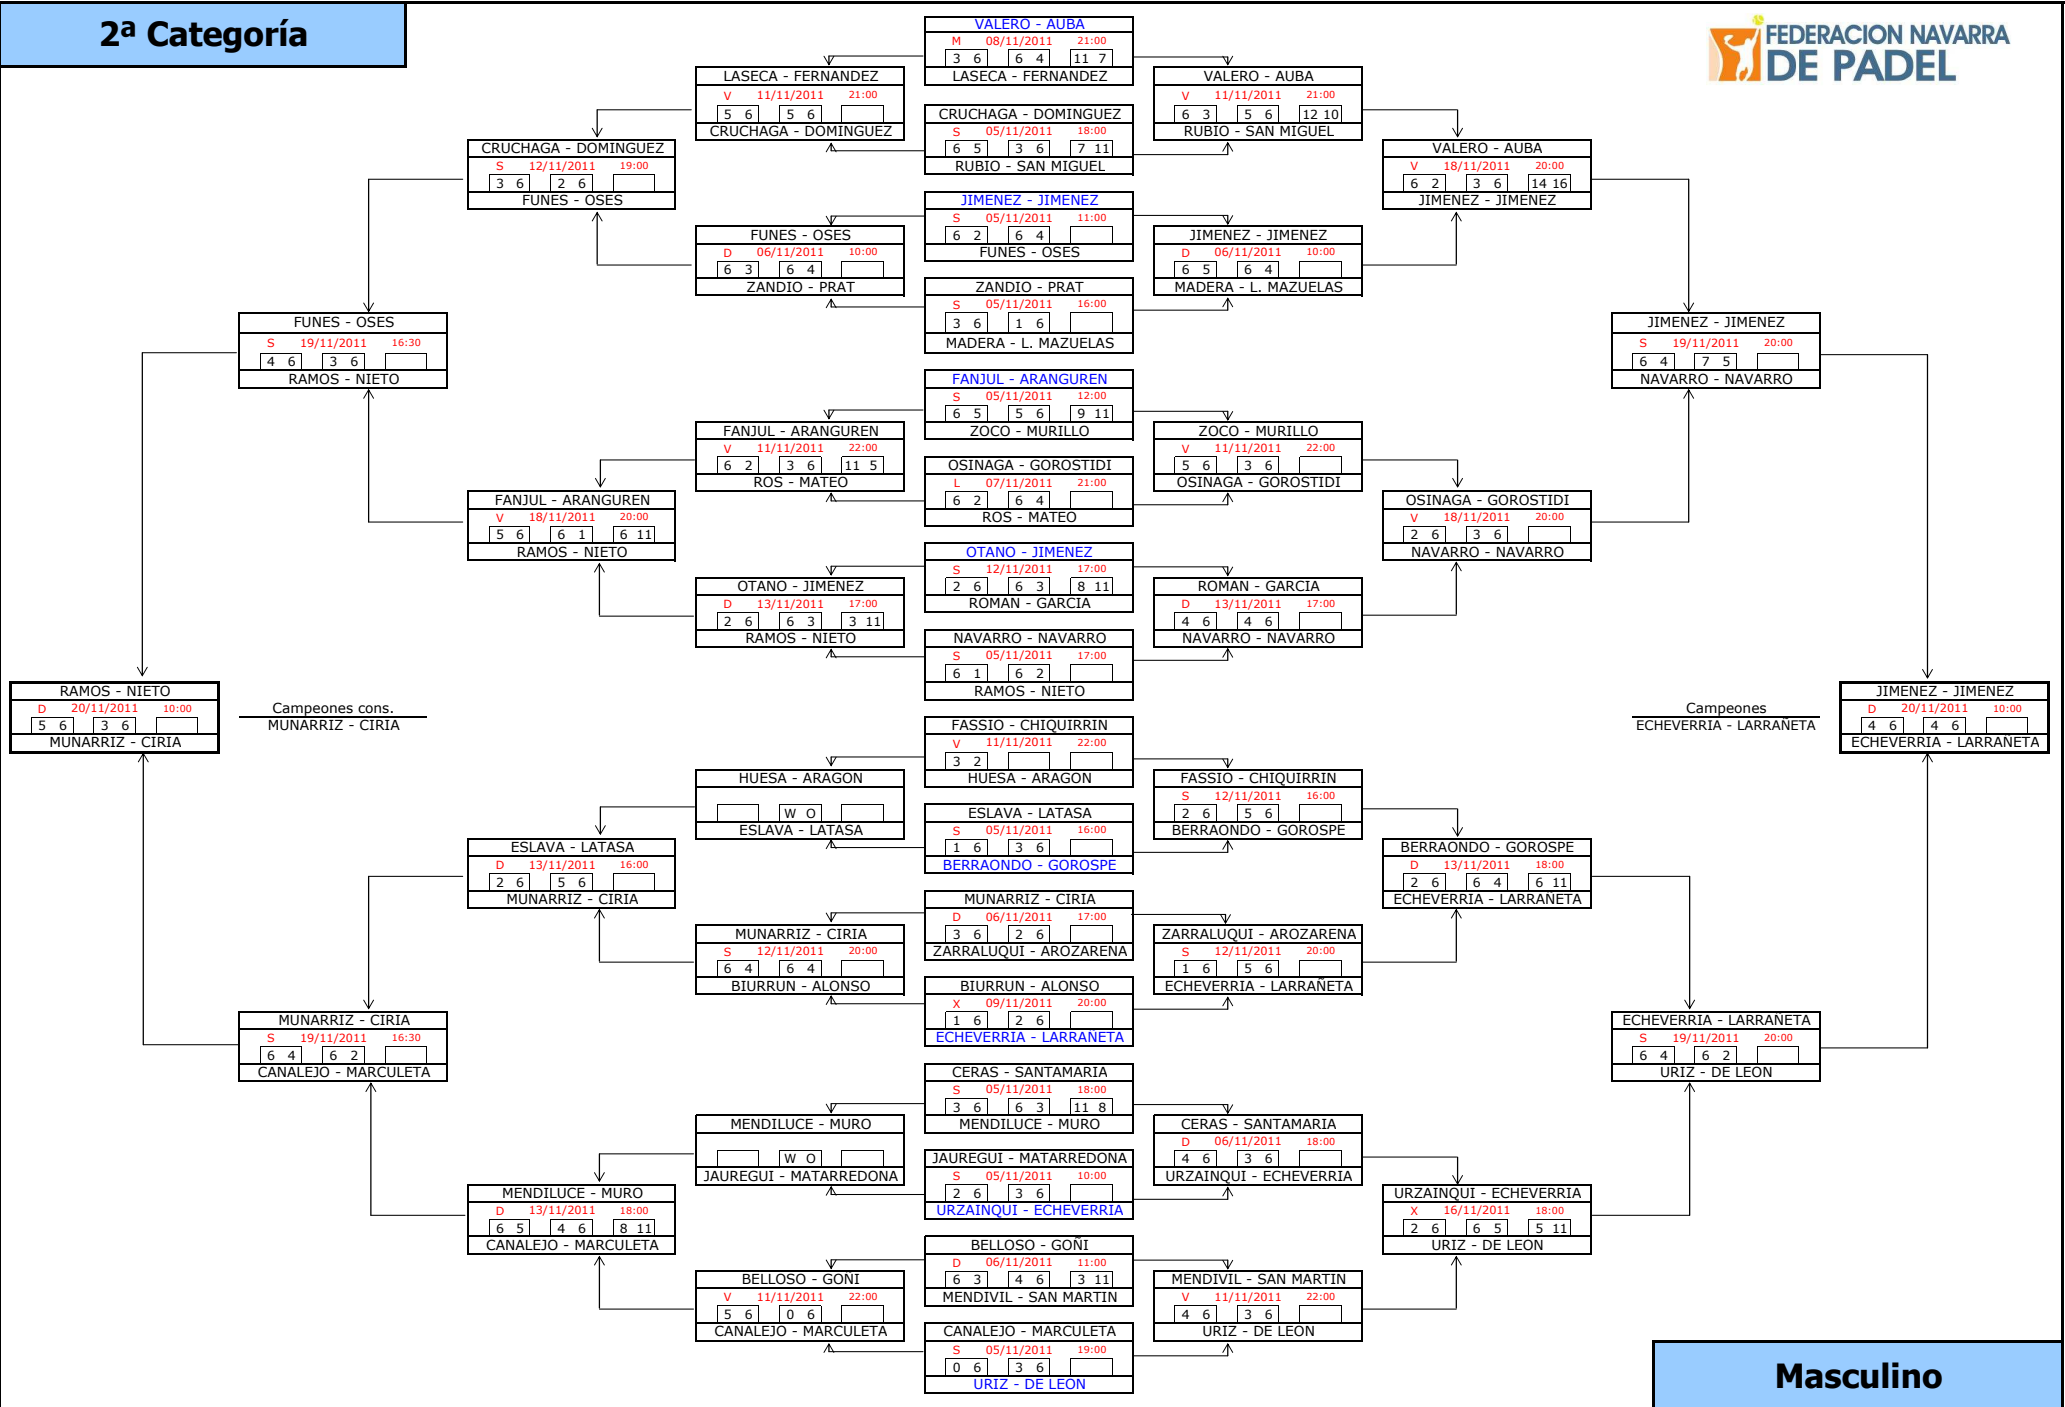 2ª Categoría
FEDERACION NAVARRA
DE PADEL
VALERO - AUBA
M 08/11/2011 21:00
3 6 6 4 11 7
LASECA - FERNANDEZ
CRUCHAGA - DOMINGUEZ
S 05/11/2011 18:00
6 5 3 6 7 11
RUBIO - SAN MIGUEL
JIMENEZ - JIMENEZ
S 05/11/2011 11:00
6 2 6 4
FUNES - OSES
ZANDIO - PRAT
S 05/11/2011 16:00
3 6 1 6
MADERA - L. MAZUELAS
FANJUL - ARANGUREN
S 05/11/2011 12:00
6 5 5 6 9 11
ZOCO - MURILLO
OSINAGA - GOROSTIDI
L 07/11/2011 21:00
6 2 6 4
ROS - MATEO
OTANO - JIMENEZ
S 12/11/2011 17:00
2 6 6 3 8 11
ROMAN - GARCIA
NAVARRO - NAVARRO
S 05/11/2011 17:00
6 1 6 2
RAMOS - NIETO
FASSIO - CHIQUIRRIN
V 11/11/2011 22:00
3 2
HUESA - ARAGON
ESLAVA - LATASA
S 05/11/2011 16:00
1 6 3 6
BERRAONDO - GOROSPE
MUNARRIZ - CIRIA
D 06/11/2011 17:00
3 6 2 6
ZARRALUQUI - AROZARENA
BIURRUN - ALONSO
X 09/11/2011 20:00
1 6 2 6
ECHEVERRIA - LARRAÑETA
CERAS - SANTAMARIA
S 05/11/2011 18:00
3 6 6 3 11 8
MENDILUCE - MURO
JAUREGUI - MATARREDONA
S 05/11/2011 10:00
2 6 3 6
URZAINQUI - ECHEVERRIA
BELLOSO - GOÑI
D 06/11/2011 11:00
6 3 4 6 3 11
MENDIVIL - SAN MARTIN
CANALEJO - MARCULETA
S 05/11/2011 19:00
0 6 3 6
URIZ - DE LEON
LASECA - FERNANDEZ
V 11/11/2011 21:00
5 6 5 6
CRUCHAGA - DOMINGUEZ
FUNES - OSES
D 06/11/2011 10:00
6 3 6 4
ZANDIO - PRAT
FANJUL - ARANGUREN
V 11/11/2011 22:00
6 2 3 6 11 5
ROS - MATEO
OTANO - JIMENEZ
D 13/11/2011 17:00
2 6 6 3 3 11
RAMOS - NIETO
HUESA - ARAGON
W O
ESLAVA - LATASA
MUNARRIZ - CIRIA
S 12/11/2011 20:00
6 4 6 4
BIURRUN - ALONSO
MENDILUCE - MURO
W O
JAUREGUI - MATARREDONA
BELLOSO - GOÑI
V 11/11/2011 22:00
5 6 0 6
CANALEJO - MARCULETA
CRUCHAGA - DOMINGUEZ
S 12/11/2011 19:00
3 6 2 6
FUNES - OSES
FANJUL - ARANGUREN
V 18/11/2011 20:00
5 6 6 1 6 11
RAMOS - NIETO
ESLAVA - LATASA
D 13/11/2011 16:00
2 6 5 6
MUNARRIZ - CIRIA
MENDILUCE - MURO
D 13/11/2011 18:00
6 5 4 6 8 11
CANALEJO - MARCULETA
FUNES - OSES
S 19/11/2011 16:30
4 6 3 6
RAMOS - NIETO
MUNARRIZ - CIRIA
S 19/11/2011 16:30
6 4 6 2
CANALEJO - MARCULETA
RAMOS - NIETO
D 20/11/2011 10:00
5 6 3 6
MUNARRIZ - CIRIA
Campeones cons.
MUNARRIZ - CIRIA
VALERO - AUBA
V 11/11/2011 21:00
6 3 5 6 12 10
RUBIO - SAN MIGUEL
JIMENEZ - JIMENEZ
D 06/11/2011 10:00
6 5 6 4
MADERA - L. MAZUELAS
ZOCO - MURILLO
V 11/11/2011 22:00
5 6 3 6
OSINAGA - GOROSTIDI
ROMAN - GARCIA
D 13/11/2011 17:00
4 6 4 6
NAVARRO - NAVARRO
FASSIO - CHIQUIRRIN
S 12/11/2011 16:00
2 6 5 6
BERRAONDO - GOROSPE
ZARRALUQUI - AROZARENA
S 12/11/2011 20:00
1 6 5 6
ECHEVERRIA - LARRAÑETA
CERAS - SANTAMARIA
D 06/11/2011 18:00
4 6 3 6
URZAINQUI - ECHEVERRIA
MENDIVIL - SAN MARTIN
V 11/11/2011 22:00
4 6 3 6
URIZ - DE LEON
VALERO - AUBA
V 18/11/2011 20:00
6 2 3 6 14 16
JIMENEZ - JIMENEZ
OSINAGA - GOROSTIDI
V 18/11/2011 20:00
2 6 3 6
NAVARRO - NAVARRO
BERRAONDO - GOROSPE
D 13/11/2011 18:00
2 6 6 4 6 11
ECHEVERRIA - LARRAÑETA
URZAINQUI - ECHEVERRIA
X 16/11/2011 18:00
2 6 6 5 5 11
URIZ - DE LEON
JIMENEZ - JIMENEZ
S 19/11/2011 20:00
6 4 7 5
NAVARRO - NAVARRO
ECHEVERRIA - LARRAÑETA
S 19/11/2011 20:00
6 4 6 2
URIZ - DE LEON
Campeones
ECHEVERRIA - LARRAÑETA
JIMENEZ - JIMENEZ
D 20/11/2011 10:00
4 6 4 6
ECHEVERRIA - LARRAÑETA
Masculino